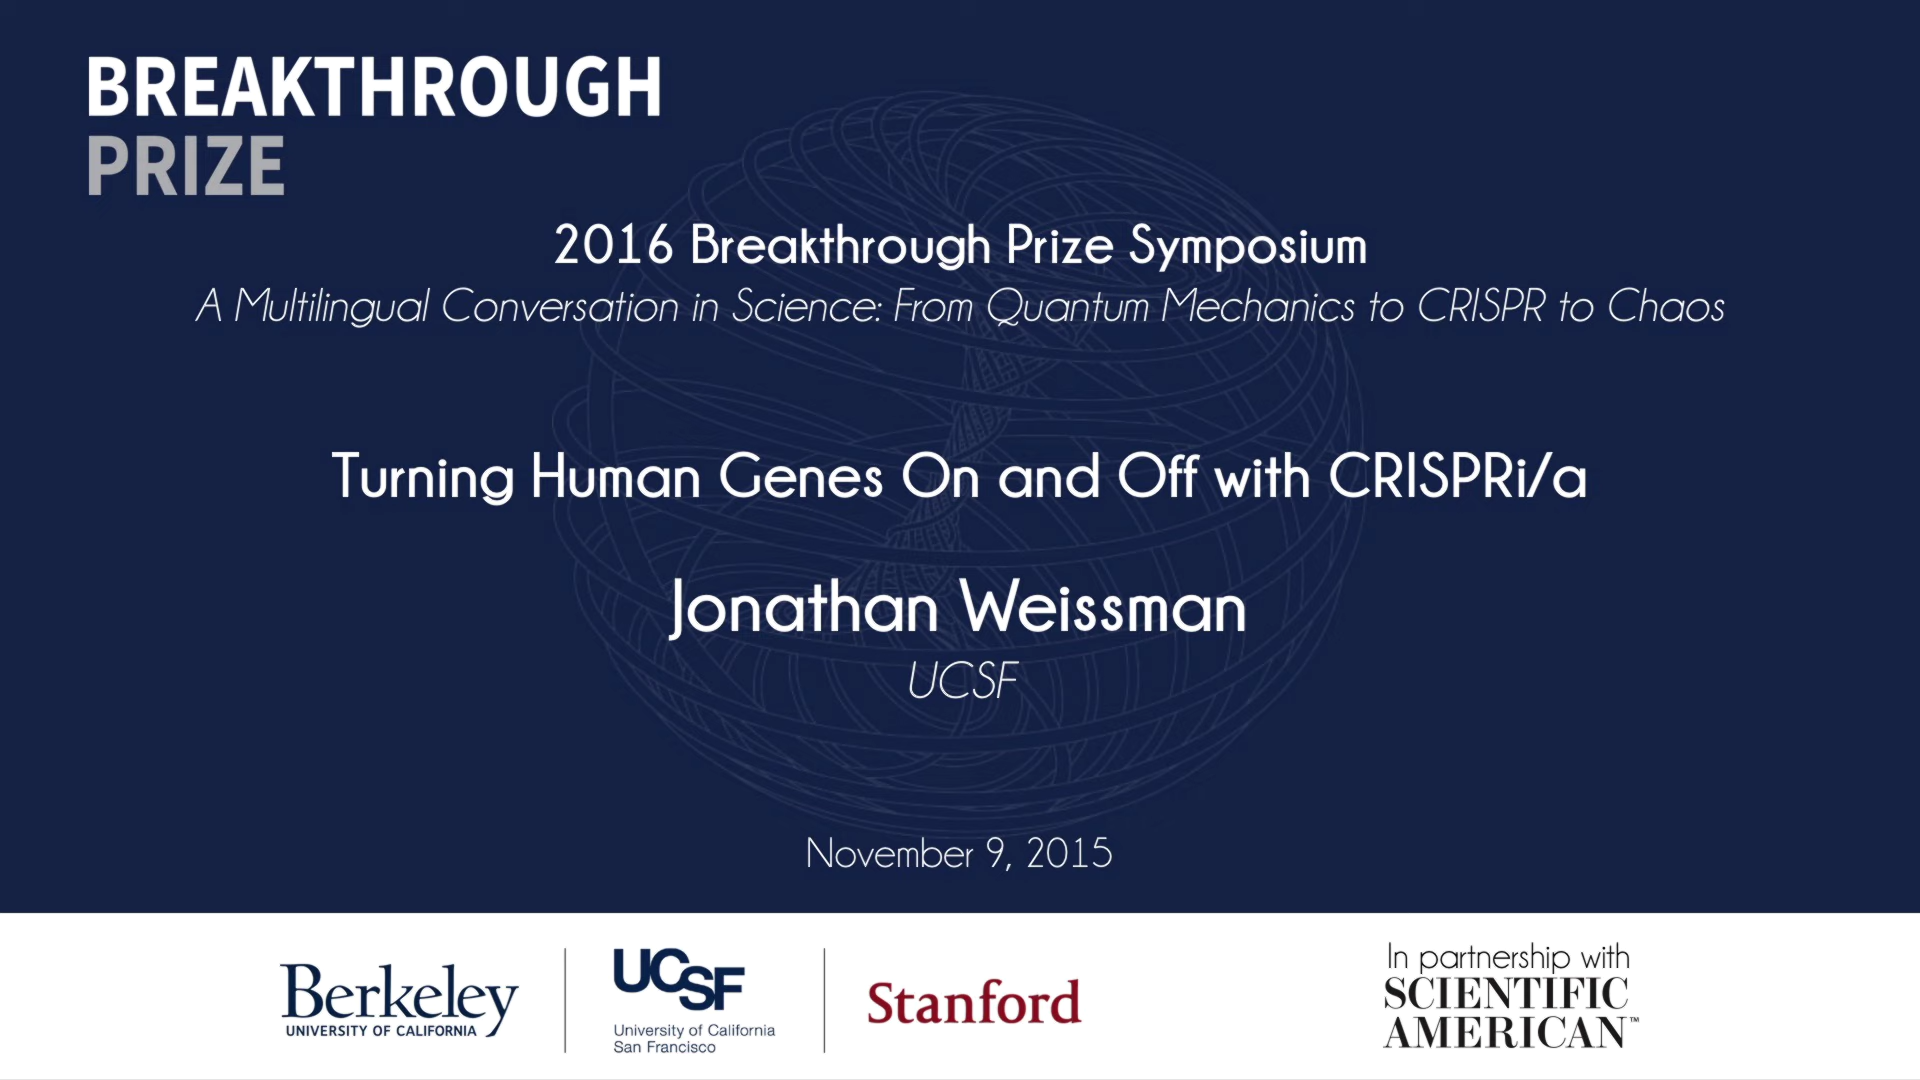 BREAKTHROUGH
PRIZE
2016 Breakthrough Prize Symposium
A Multilingual Conversation in Science: From Quantum Mechanics to CRISPR to Chaos
Turning Human Genes On and Off with CRISPRi/a
Jonathan Weissman
UCSF
November 9, 2015
Berkeley
UNIVERSITY OF CALIFORNIA
UCSF
University of California
San Francisco
Stanford
In partnership with
SCIENTIFIC
AMERICAN™